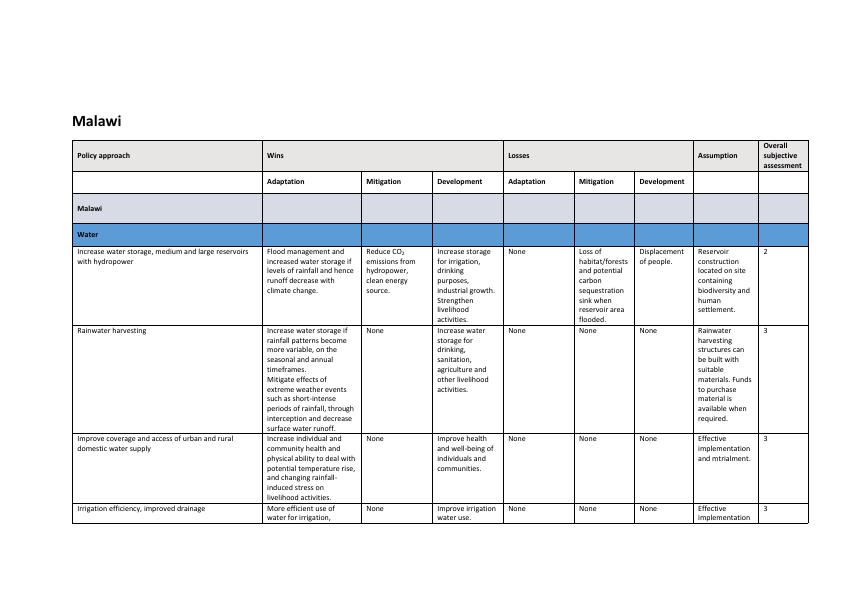 Malawi
Policy approach Wins Losses Assumption Overall subjective assessment
Adaptation Mitigation Development Adaptation Mitigation Development
Malawi
Water
Increase water storage, medium and large reservoirs
with hydropower
Flood management and
increased water storage if
levels of rainfall and hence
runoff decrease with
climate change.
Reduce CO₂
emissions from
hydropower,
clean energy
source.
Increase storage
for irrigation,
drinking
purposes,
industrial growth.
Strengthen
livelihood
activities.
None
Loss of
habitat/forests
and potential
carbon
sequestration
sink when
reservoir area
flooded.
Displacement
of people.
Reservoir
construction
located on site
containing
biodiversity and
human
settlement.
2
Rainwater harvesting
Increase water storage if
rainfall patterns become
more variable, on the
seasonal and annual
timeframes.
Mitigate effects of
extreme weather events
such as short-intense
periods of rainfall, through
interception and decrease
surface water runoff.
None
Increase water
storage for
drinking,
sanitation,
agriculture and
other livelihood
activities.
None
None
None
Rainwater
harvesting
structures can
be built with
suitable
materials. Funds
to purchase
material is
available when
required.
3
Improve coverage and access of urban and rural
domestic water supply
Increase individual and
community health and
physical ability to deal with
potential temperature rise,
and changing rainfall-
induced stress on
livelihood activities.
None
Improve health
and well-being of
individuals and
communities.
None
None
None
Effective
implementation
and mtrialment.
3
Irrigation efficiency, improved drainage
More efficient use of
water for irrigation,
None
Improve irrigation
water use.
None
None
None
Effective
implementation
3